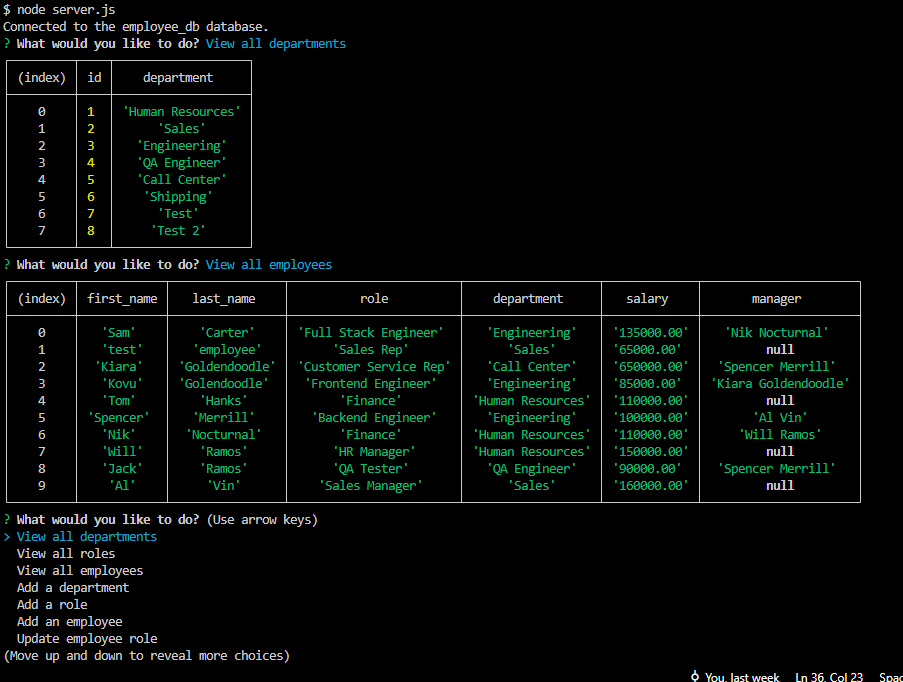 $ node server.js
Connected to the employee_db database.
? What would you like to do? View all departments
(index) id department
0 1 'Human Resources'
1 2 'Sales'
2 3 'Engineering'
3 4 'QA Engineer'
4 5 'Call Center'
5 6 'Shipping'
6 7 'Test'
7 8 'Test 2'
? What would you like to do? View all employees
(index) first_name last_name role department salary manager
0 'Sam' 'Carter' 'Full Stack Engineer' 'Engineering' '135000.00' 'Nik Nocturnal'
1 'test' 'employee' 'Sales Rep' 'Sales' '65000.00' null
2 'Kiara' 'Goldendoodle' 'Customer Service Rep' 'Call Center' '650000.00' 'Spencer Merrill'
3 'Kovu' 'Golendoodle' 'Frontend Engineer' 'Engineering' '85000.00' 'Kiara Goldendoodle'
4 'Tom' 'Hanks' 'Finance' 'Human Resources' '110000.00' null
5 'Spencer' 'Merrill' 'Backend Engineer' 'Engineering' '100000.00' 'Al Vin'
6 'Nik' 'Nocturnal' 'Finance' 'Human Resources' '110000.00' 'Will Ramos'
7 'Will' 'Ramos' 'HR Manager' 'Human Resources' '150000.00' null
8 'Jack' 'Ramos' 'QA Tester' 'QA Engineer' '90000.00' 'Spencer Merrill'
9 'Al' 'Vin' 'Sales Manager' 'Sales' '160000.00' null
? What would you like to do? (Use arrow keys)
> View all departments
View all roles
View all employees
Add a department
Add a role
Add an employee
Update employee role
(Move up and down to reveal more choices)
You, last week Ln 36, Col 23 Spac